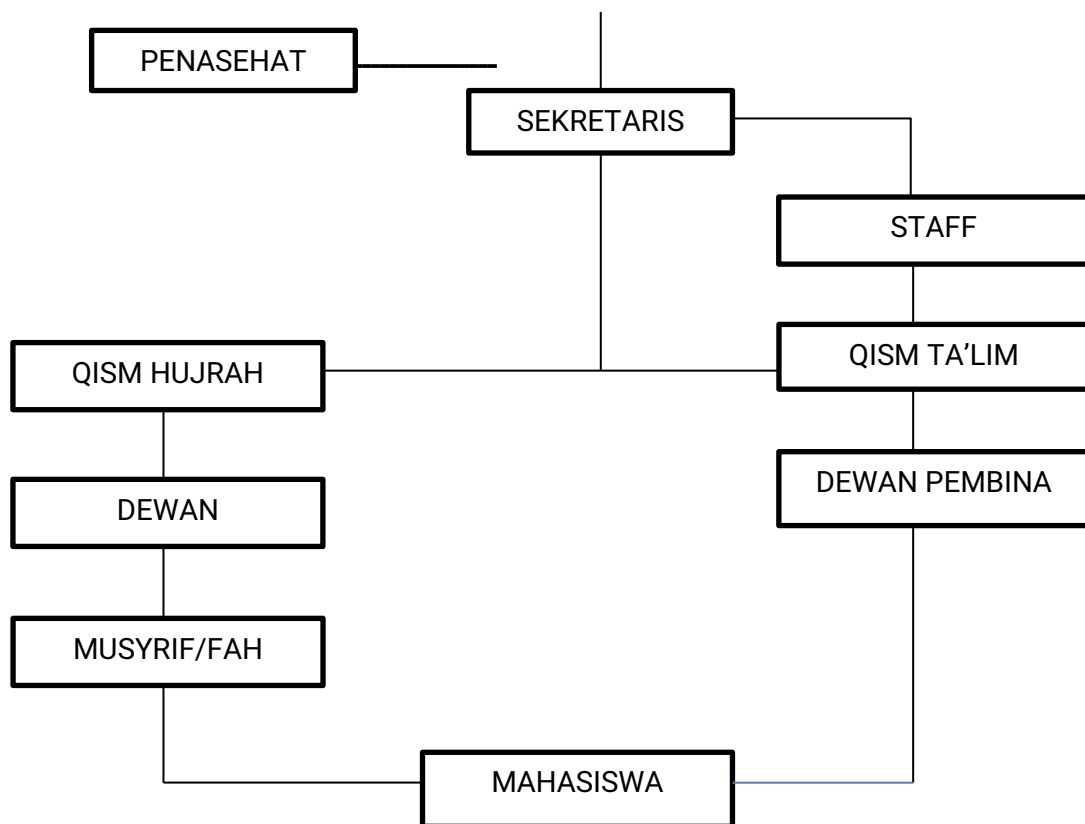 PENASEHAT
SEKRETARIS
STAFF
QISM HUJRAH
QISM TA’LIM
DEWAN
DEWAN PEMBINA
MUSYRIF/FAH
MAHASISWA